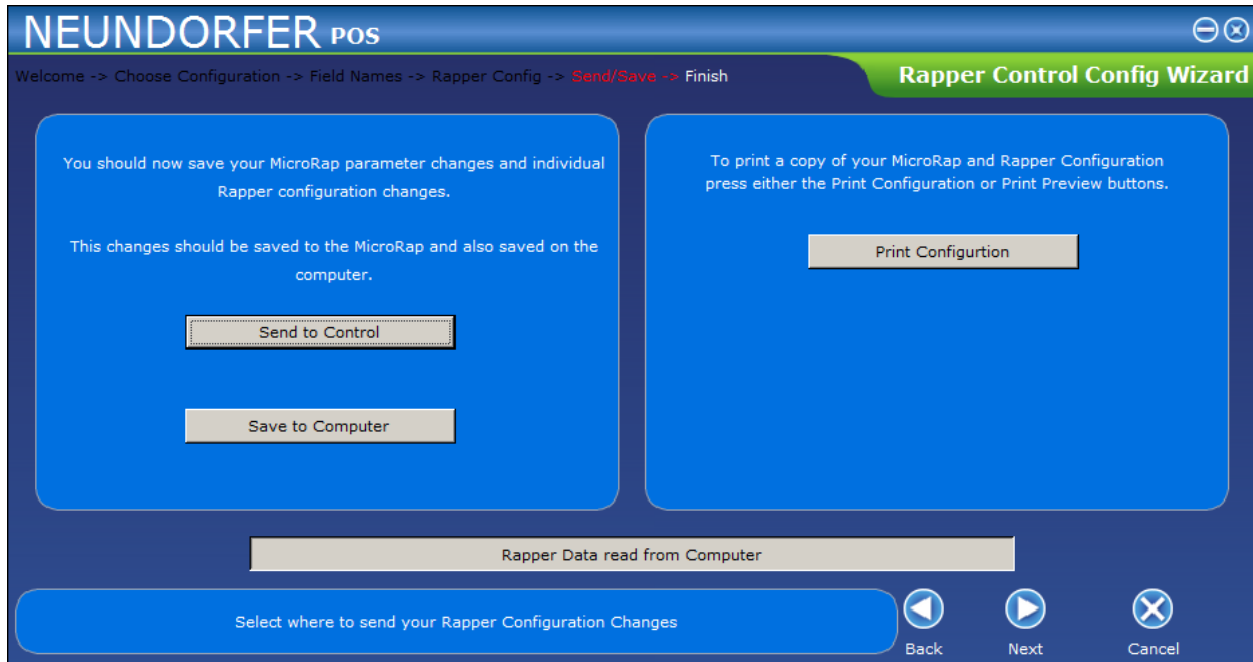 NEUNDORFER POS
Welcome -> Choose Configuration -> Field Names -> Rapper Config -> Send/Save -> Finish
Rapper Control Config Wizard
You should now save your MicroRap parameter changes and individual
Rapper configuration changes.
This changes should be saved to the MicroRap and also saved on the
computer.
Send to Control
Save to Computer
To print a copy of your MicroRap and Rapper Configuration
press either the Print Configuration or Print Preview buttons.
Print Configurtion
Rapper Data read from Computer
Select where to send your Rapper Configuration Changes
Back
Next
Cancel